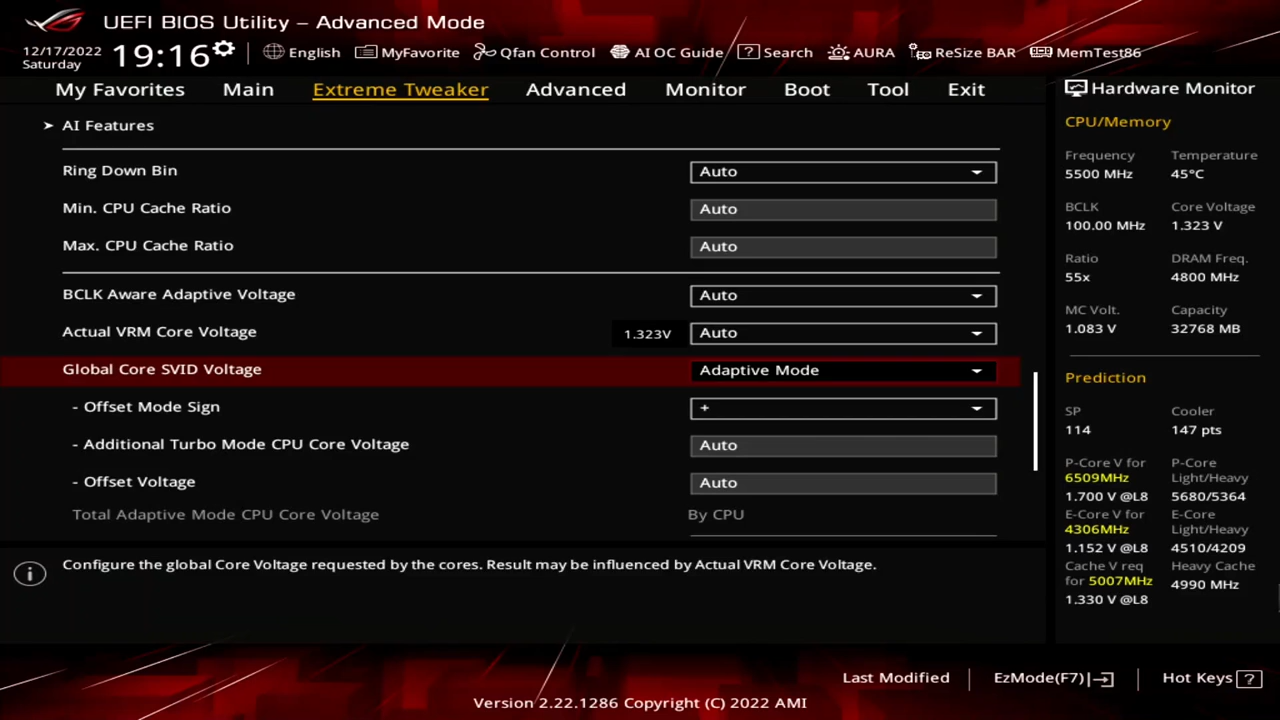 UEFI BIOS Utility – Advanced Mode
12/17/2022
Saturday
19:16
English
MyFavorite
Qfan Control
AI OC Guide
? Search
AURA
ReSize BAR
MemTest86
My Favorites
Main
Extreme Tweaker
Advanced
Monitor
Boot
Tool
Exit
AI Features
Ring Down Bin
Auto
Min. CPU Cache Ratio
Auto
Max. CPU Cache Ratio
Auto
BCLK Aware Adaptive Voltage
Auto
Actual VRM Core Voltage
1.323V
Auto
Global Core SVID Voltage
Adaptive Mode
- Offset Mode Sign
+
- Additional Turbo Mode CPU Core Voltage
Auto
- Offset Voltage
Auto
Total Adaptive Mode CPU Core Voltage
By CPU
Configure the global Core Voltage requested by the cores. Result may be influenced by Actual VRM Core Voltage.
Hardware Monitor
CPU/Memory
Frequency Temperature
5500 MHz 45°C
BCLK Core Voltage
100.00 MHz 1.323 V
Ratio DRAM Freq.
55x 4800 MHz
MC Volt. Capacity
1.083 V 32768 MB
Prediction
SP Cooler
114 147 pts
P-Core V for P-Core
6509MHz Light/Heavy
1.700 V @L8 5680/5364
E-Core V for E-Core
4306MHz Light/Heavy
1.152 V @L8 4510/4209
Cache V req Heavy Cache
for 5007MHz 4990 MHz
1.330 V @L8
Last Modified
EzMode(F7)
Hot Keys ?
Version 2.22.1286 Copyright (C) 2022 AMI